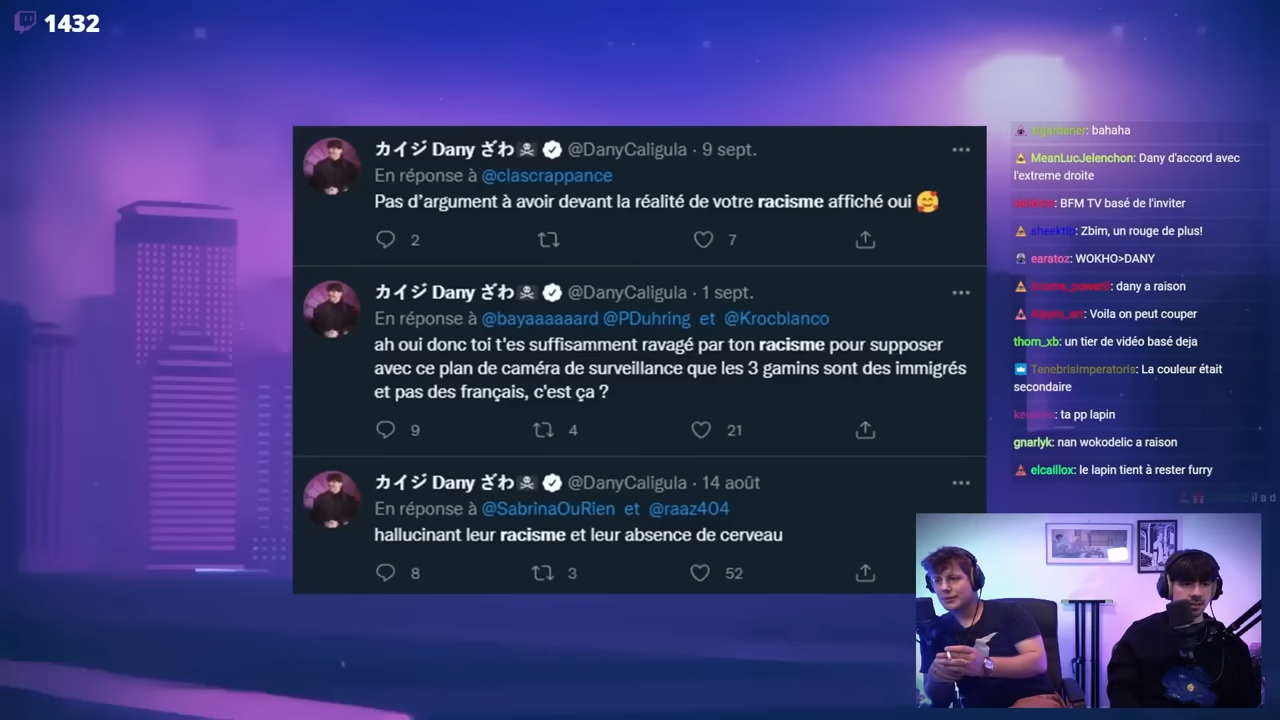 1432
カイジ Dany ざわ☠ @DanyCaligula · 9 sept.
En réponse à @clascrappance
Pas d'argument à avoir devant la réalité de votre racisme affiché oui 🥰
2
7
カイジ Dany ざわ☠ @DanyCaligula · 1 sept.
En réponse à @bayaaaaaard @PDuhring et @Krocblanco
ah oui donc toi t'es suffisamment ravagé par ton racisme pour supposer
avec ce plan de caméra de surveillance que les 3 gamins sont des immigrés
et pas des français, c'est ça ?
9
4
21
カイジ Dany ざわ☠ @DanyCaligula · 14 août
En réponse à @SabrinaOuRien et @raaz404
hallucinant leur racisme et leur absence de cerveau
8
3
52
: bahaha
MeanLucJelenchon: Dany d'accord avec
l'extreme droite
: BFM TV basé de l'inviter
: Zbim, un rouge de plus!
earatoz: WOKHO>DANY
: dany a raison
: Voila on peut couper
thom_xb: un tier de vidéo basé deja
TenebrisImperatoris: La couleur était
secondaire
: ta pp lapin
gnarlyk: nan wokodelic a raison
elcaillox: le lapin tient à rester furry
: il a d